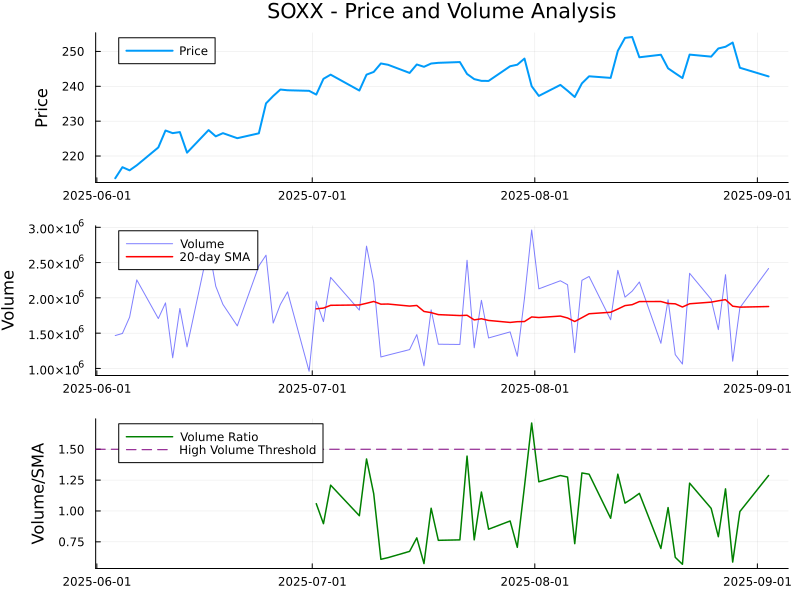 SOXX - Price and Volume Analysis
Price
250
240
230
220
Price
2025-06-01 2025-07-01 2025-08-01 2025-09-01
Volume
20-day SMA
3.00×10⁶
2.50×10⁶
2.00×10⁶
1.50×10⁶
1.00×10⁶
Volume
2025-06-01 2025-07-01 2025-08-01 2025-09-01
Volume Ratio
High Volume Threshold
1.50
1.25
1.00
0.75
Volume/SMA
2025-06-01 2025-07-01 2025-08-01 2025-09-01